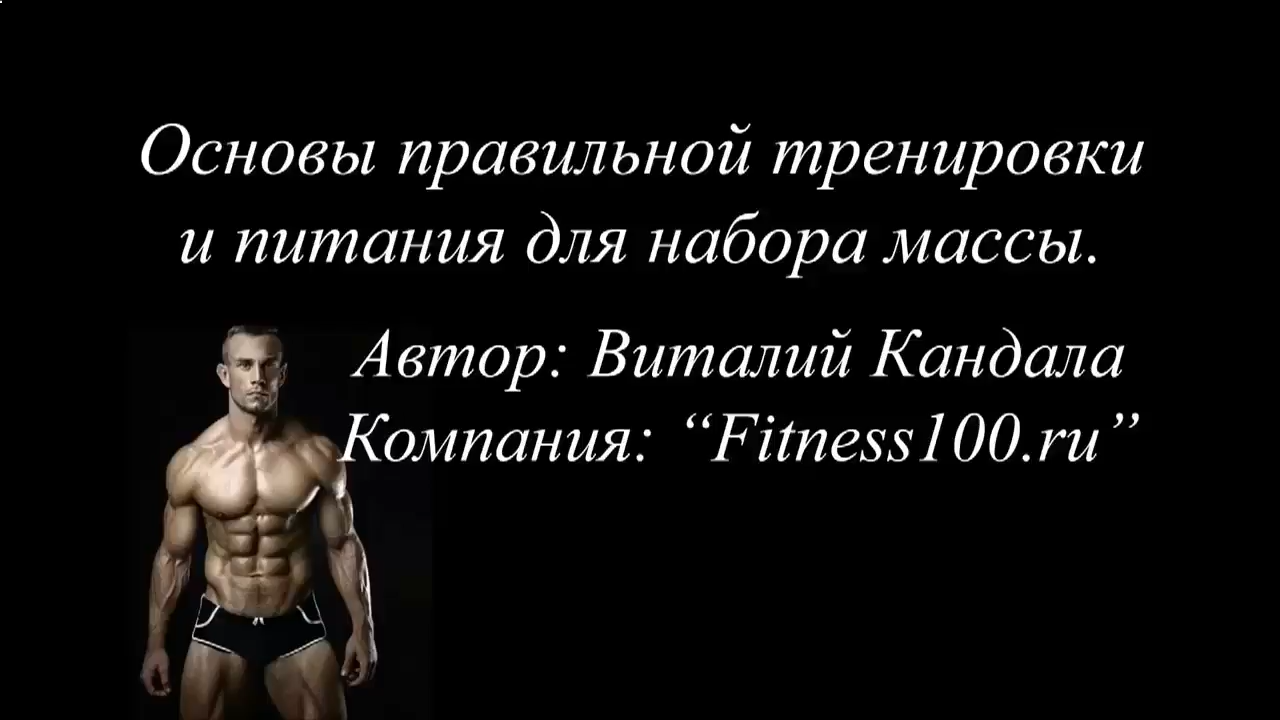 Основы правильной тренировки
и питания для набора массы.
Автор: Виталий Кандала
Компания: “Fitness100.ru”